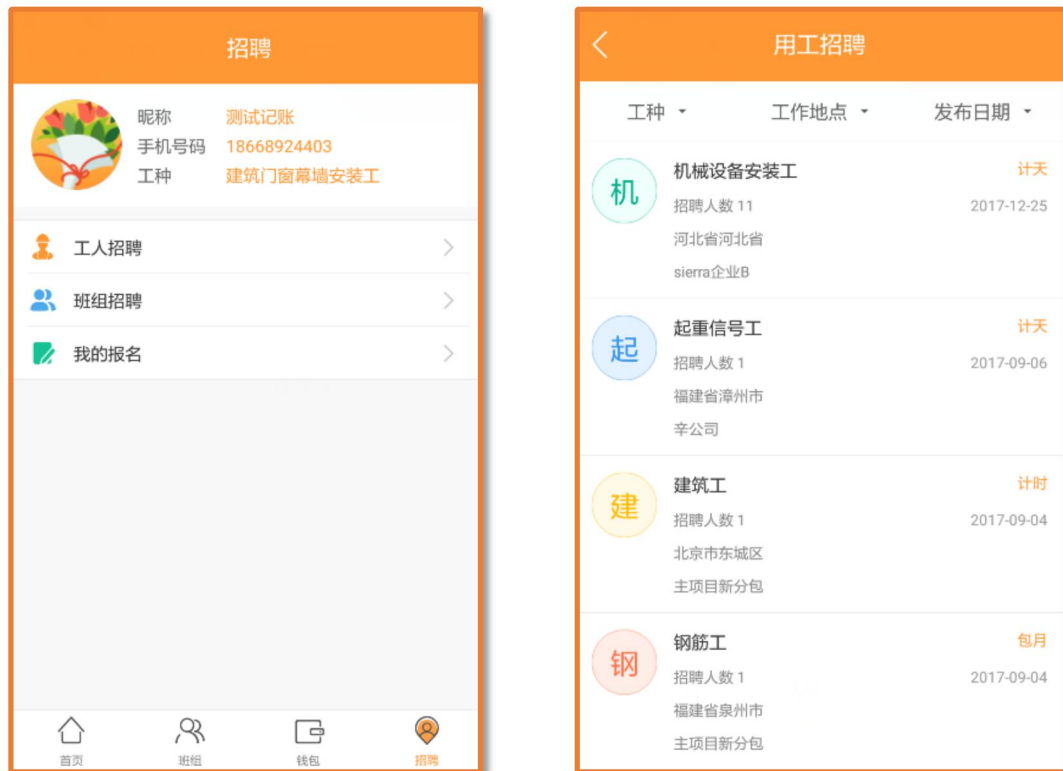 招聘
昵称 测试记账
手机号码 18668924403
工种 建筑门窗幕墙安装工
工人招聘
班组招聘
我的报名
首页 班组 钱包 招聘
用工招聘
工种 工作地点 发布日期
机 机械设备安装工 计天
招聘人数 11 2017-12-25
河北省河北省
sierra企业B
起 起重信号工 计天
招聘人数 1 2017-09-06
福建省漳州市
辛公司
建 建筑工 计时
招聘人数 1 2017-09-04
北京市东城区
主项目新分包
钢 钢筋工 包月
招聘人数 1 2017-09-04
福建省泉州市
主项目新分包